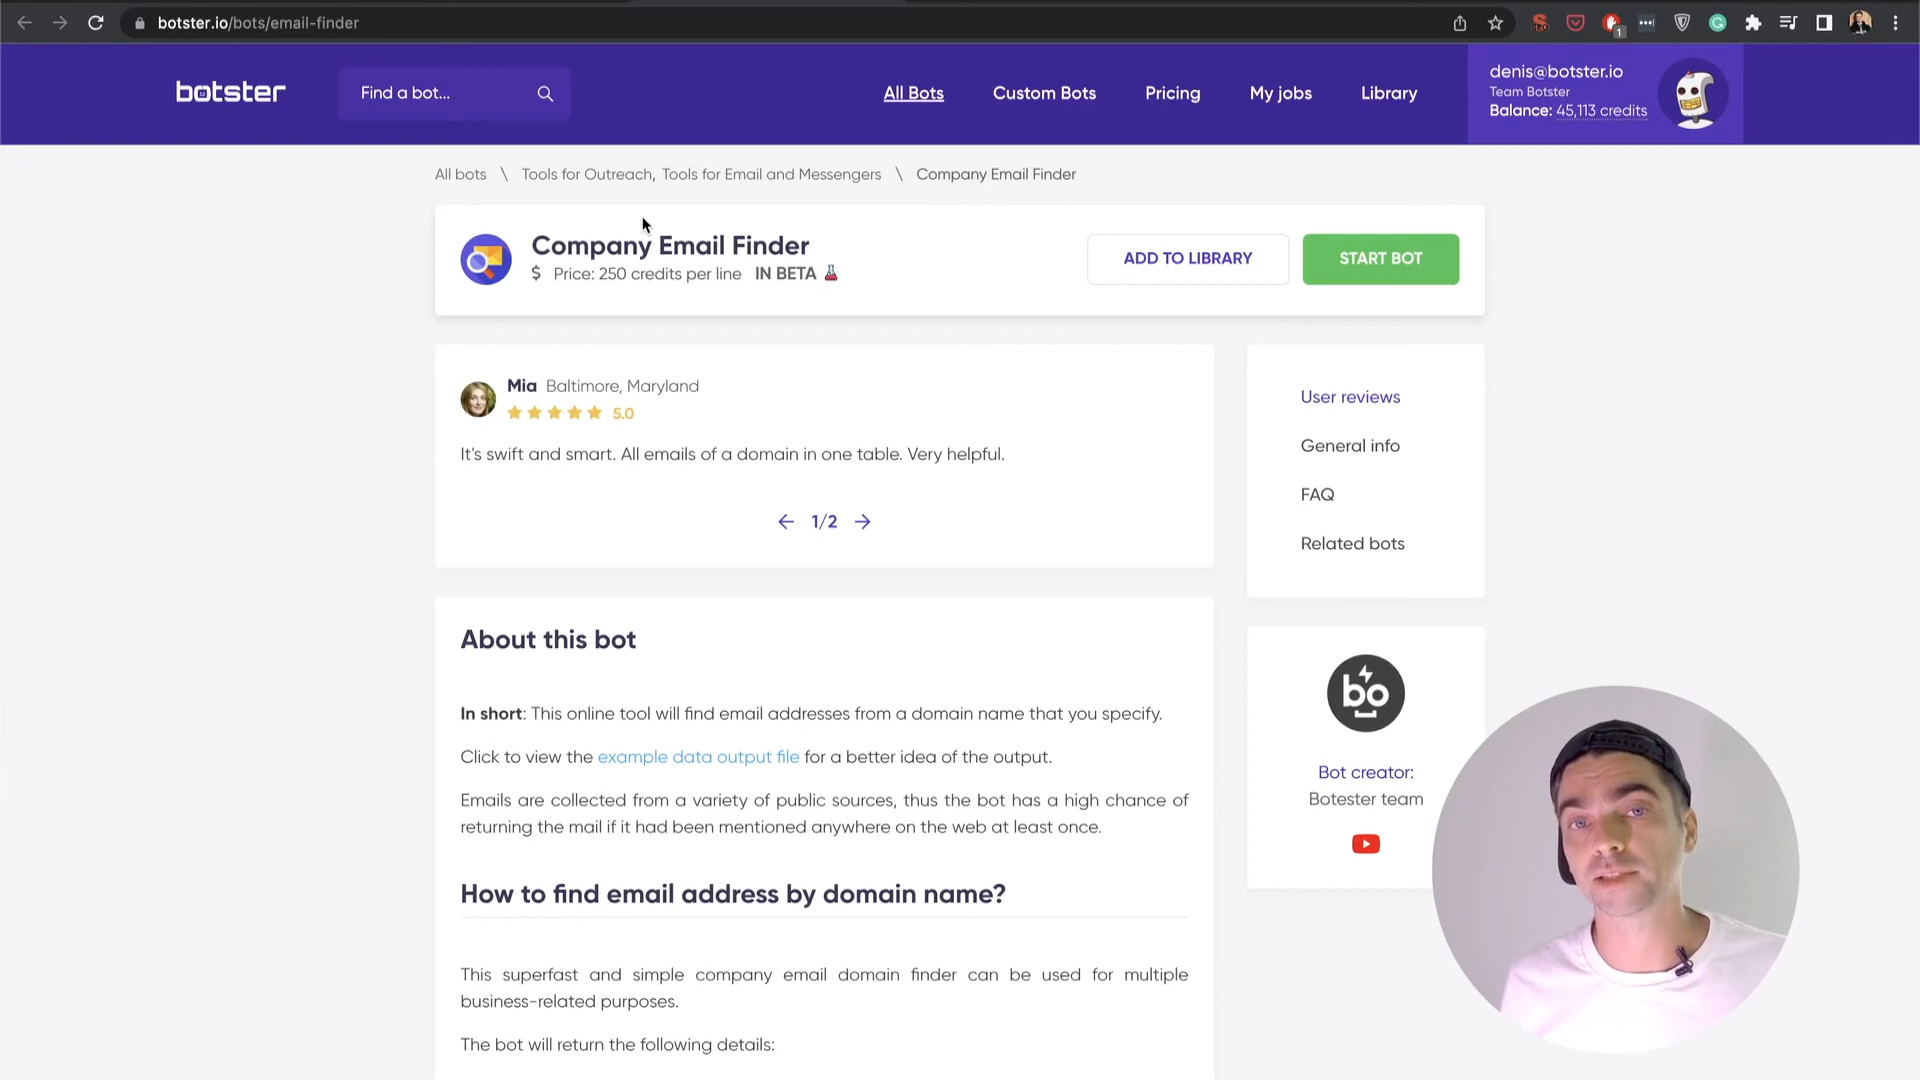 botster.io/bots/email-finder
1
botster
Find a bot...
All Bots
Custom Bots
Pricing
My jobs
Library
denis@botster.io
Team Botster
Balance: 45,113 credits
All bots \ Tools for Outreach, Tools for Email and Messengers \ Company Email Finder
Company Email Finder
$ Price: 250 credits per line IN BETA
ADD TO LIBRARY
START BOT
Mia Baltimore, Maryland
5.0
It's swift and smart. All emails of a domain in one table. Very helpful.
← 1/2 →
User reviews
General info
FAQ
Related bots
About this bot
In short: This online tool will find email addresses from a domain name that you specify.
Click to view the example data output file for a better idea of the output.
Emails are collected from a variety of public sources, thus the bot has a high chance of
returning the mail if it had been mentioned anywhere on the web at least once.
How to find email address by domain name?
This superfast and simple company email domain finder can be used for multiple
business-related purposes.
The bot will return the following details:
bo
Bot creator:
Botester team